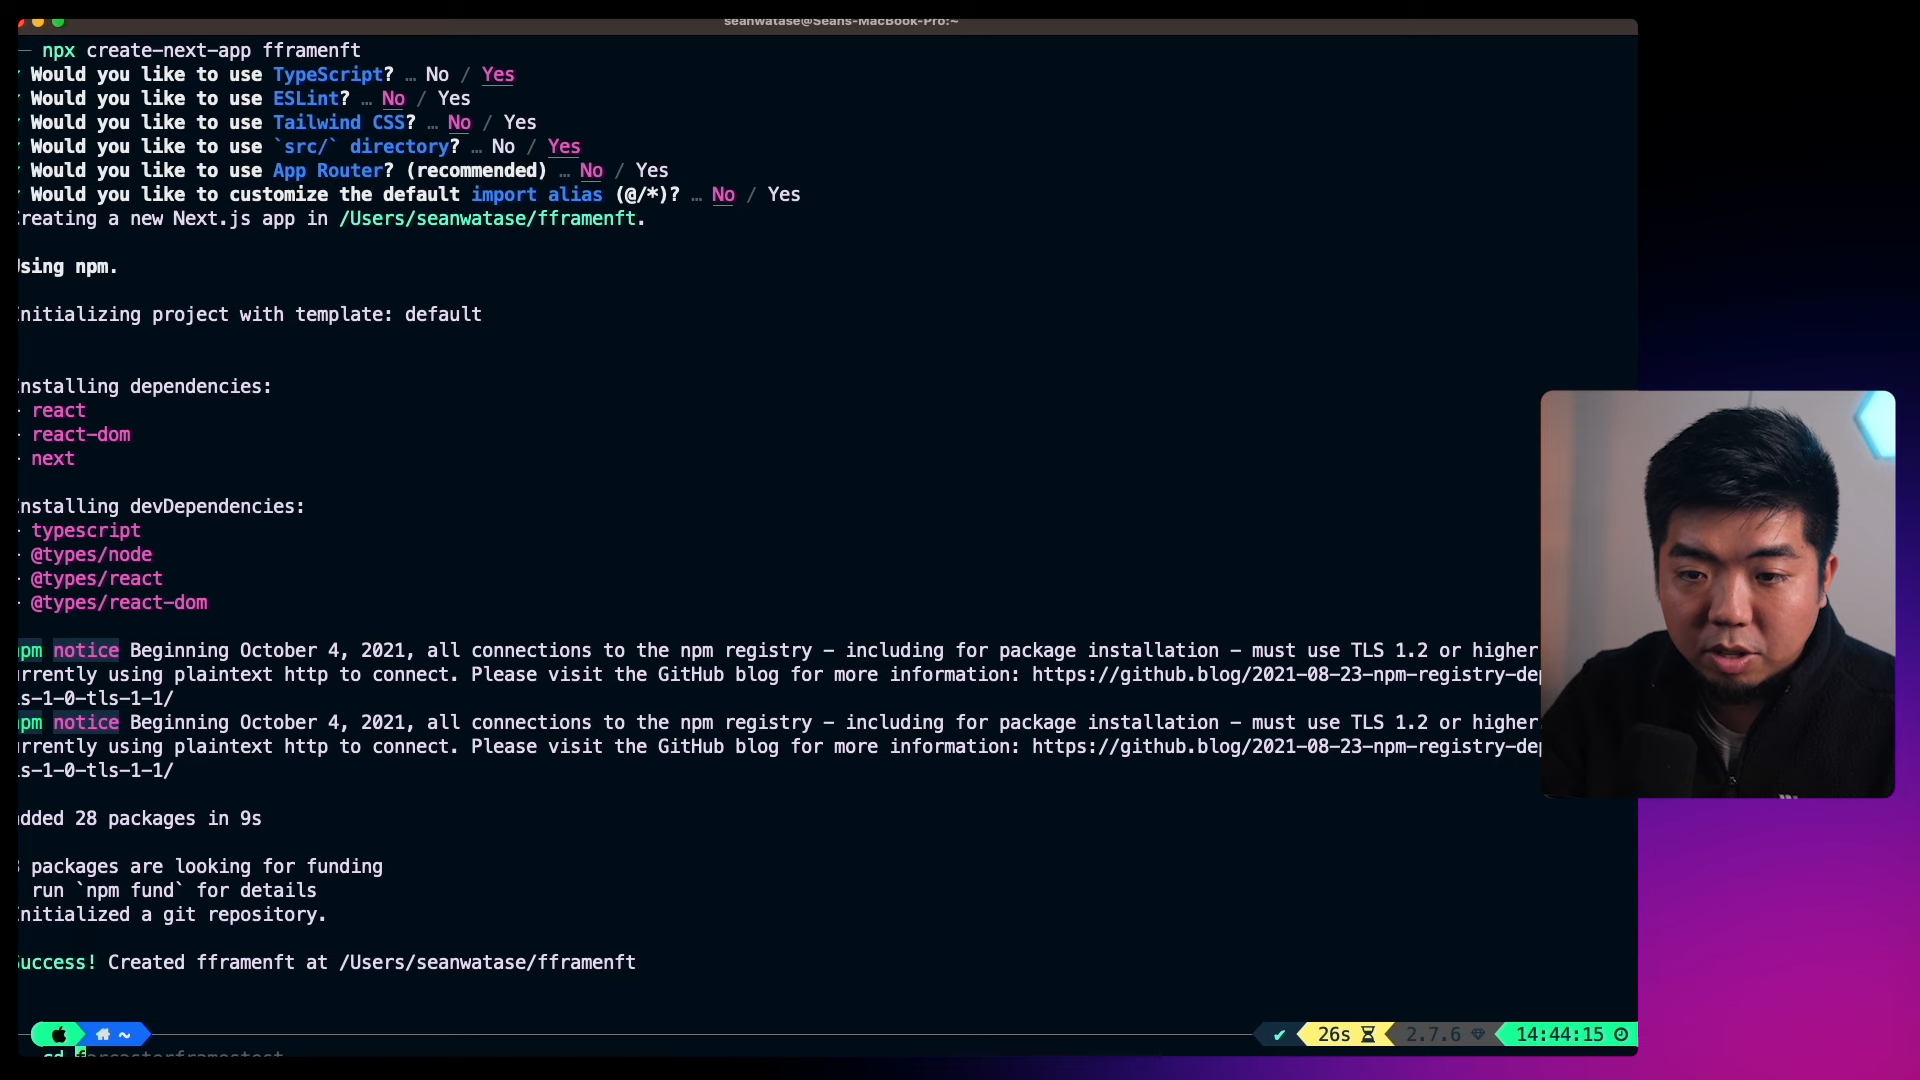 seanwatase@Seans-MacBook-Pro:~
npx create-next-app fframenft
Would you like to use TypeScript? … No / Yes
Would you like to use ESLint? … No / Yes
Would you like to use Tailwind CSS? … No / Yes
Would you like to use `src/` directory? … No / Yes
Would you like to use App Router? (recommended) … No / Yes
Would you like to customize the default import alias (@/*)? … No / Yes
Creating a new Next.js app in /Users/seanwatase/fframenft.
Using npm.
Initializing project with template: default
Installing dependencies:
- react
- react-dom
- next
Installing devDependencies:
- typescript
- @types/node
- @types/react
- @types/react-dom
npm notice Beginning October 4, 2021, all connections to the npm registry - including for package installation - must use TLS 1.2 or higher
urrently using plaintext http to connect. Please visit the GitHub blog for more information: https://github.blog/2021-08-23-npm-registry-dep
ls-1-0-tls-1-1/
npm notice Beginning October 4, 2021, all connections to the npm registry - including for package installation - must use TLS 1.2 or higher
urrently using plaintext http to connect. Please visit the GitHub blog for more information: https://github.blog/2021-08-23-npm-registry-dep
ls-1-0-tls-1-1/
added 28 packages in 9s
3 packages are looking for funding
run `npm fund` for details
Initialized a git repository.
Success! Created fframenft at /Users/seanwatase/fframenft
~ ✔ 26s 2.7.6 14:44:15
cd farcasterframestest